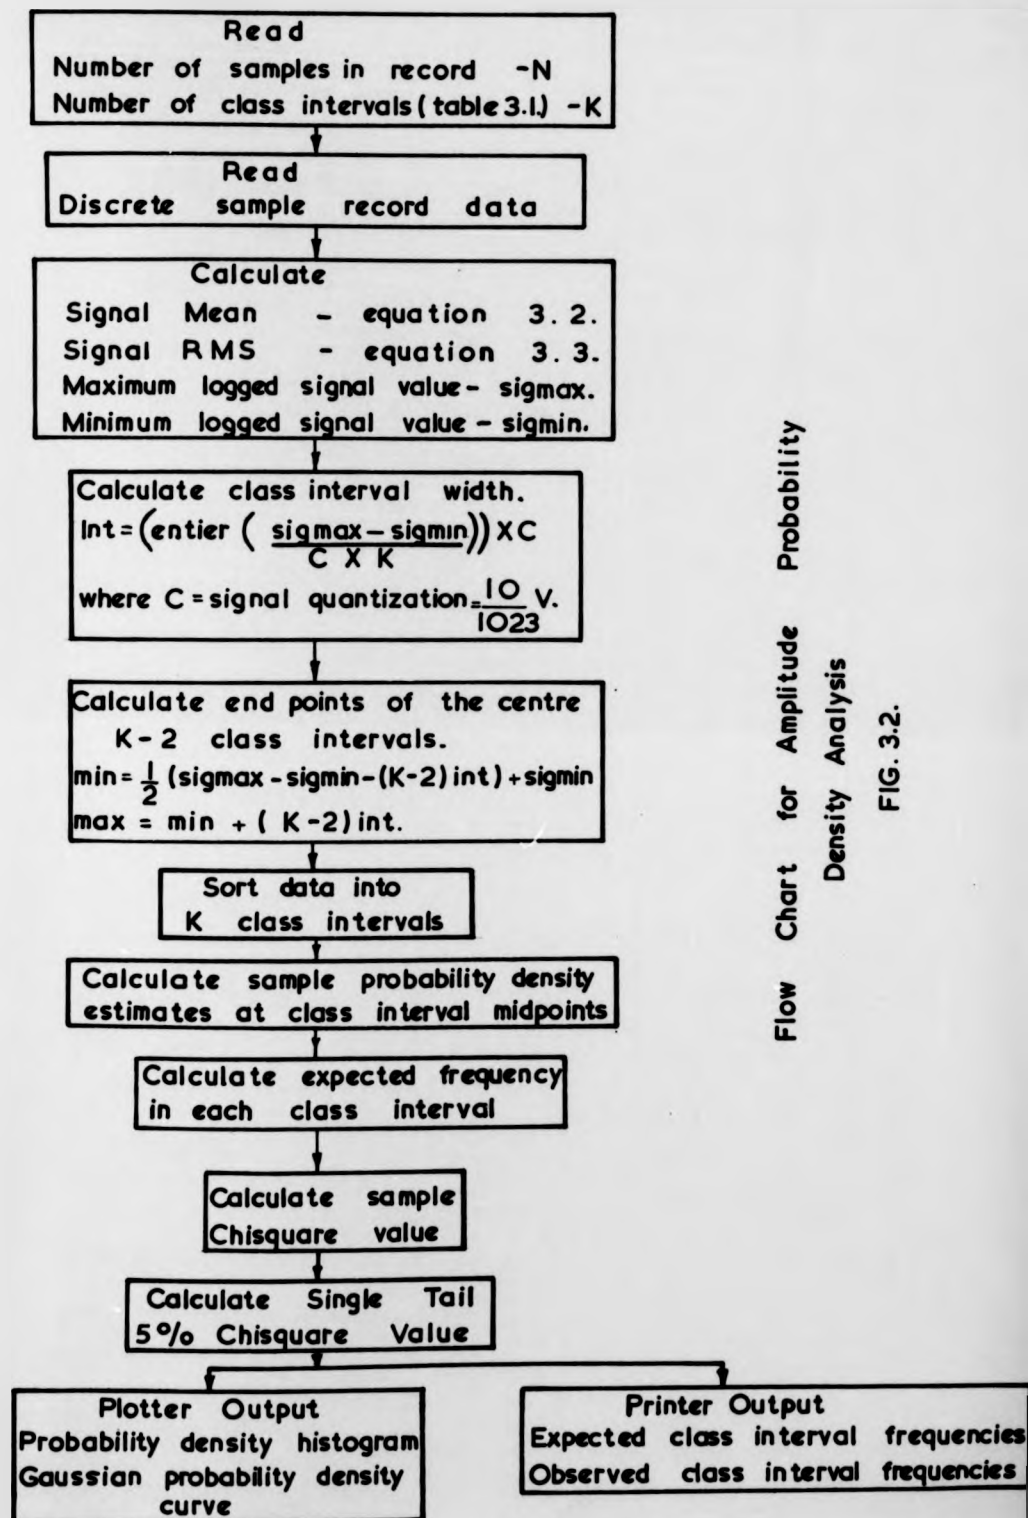 Read
Number of samples in record -N
Number of class intervals (table 3.1.) -K
Read
Discrete sample record data
Calculate
Signal Mean - equation 3.2.
Signal RMS - equation 3.3.
Maximum logged signal value - sigmax.
Minimum logged signal value - sigmin.
Calculate class interval width.
Int = (entier ( sigmax - sigmin / C X K )) X C
where C = signal quantization = 10/1023 V.
Calculate end points of the centre
K-2 class intervals.
min = 1/2 (sigmax - sigmin - (K-2) int) + sigmin
max = min + ( K-2) int.
Sort data into
K class intervals
Calculate sample probability density
estimates at class interval midpoints
Calculate expected frequency
in each class interval
Calculate sample
Chisquare value
Calculate Single Tail
5% Chisquare Value
Plotter Output
Probability density histogram
Gaussian probability density
curve
Printer Output
Expected class interval frequencies
Observed class interval frequencies
Flow Chart for Amplitude Probability
Density Analysis
FIG. 3.2.